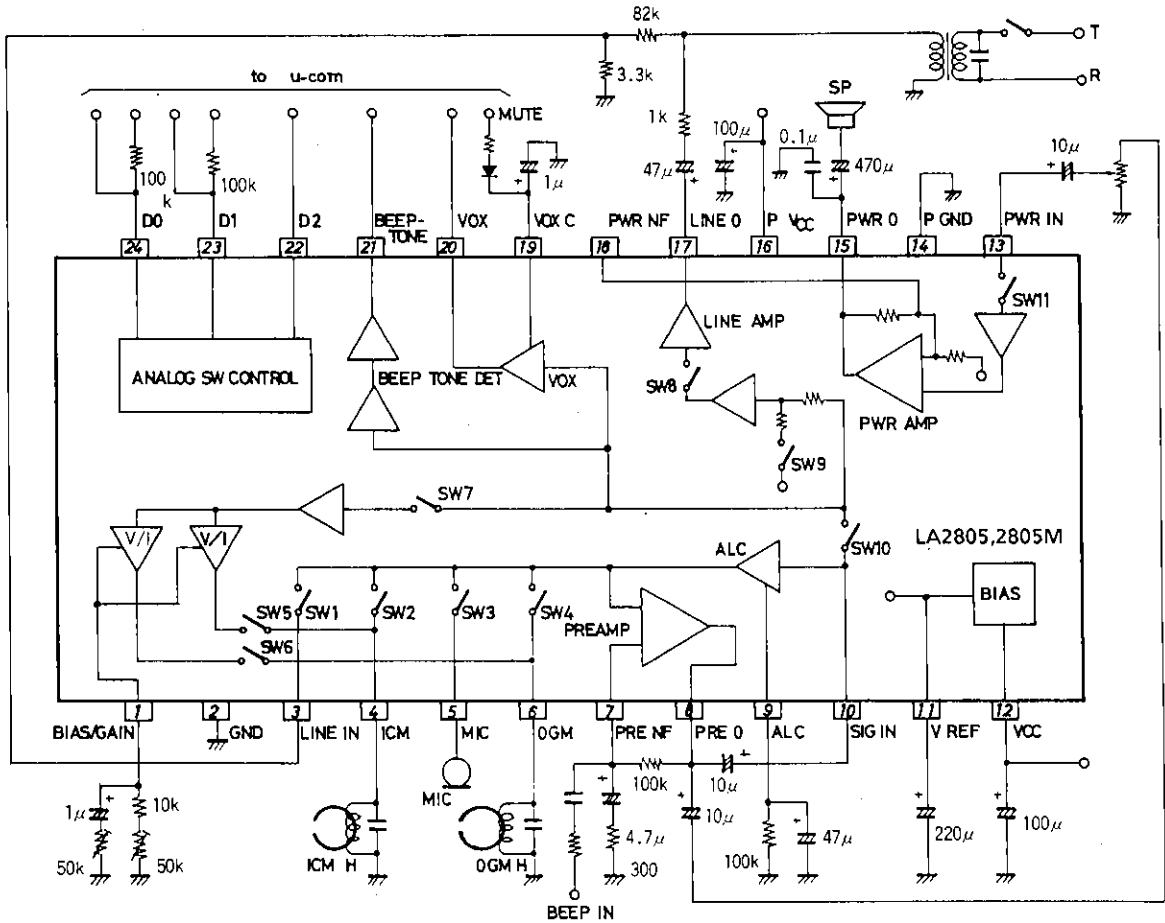 82k
T
to u-com
3.3k
R
SP
MUTE
1k
100μ
0.1μ
10μ
100
k
100k
1μ
47μ
470μ
D0
D1
D2
BEEP-
TONE
VOX
VOX C
PWR NF
LINE O
P VCC
PWR O
P GND
PWR IN
24
23
22
21
20
19
18
17
16
15
14
13
SW11
LINE AMP
ANALOG SW CONTROL
BEEP TONE DET
VOX
SW8
PWR AMP
SW9
SW7
V/I
V/I
ALC
SW10
LA2805,2805M
SW5
SW1
SW2
SW3
SW4
BIAS
PREAMP
SW6
1
2
3
4
5
6
7
8
9
10
11
12
BIAS/GAIN
GND
LINE IN
ICM
MIC
OGM
PRE NF
PRE O
ALC
SIG IN
V REF
VCC
100k
10μ
1μ
10k
MIC
10μ
47μ
220μ
100μ
50k
50k
ICM H
OGM H
4.7μ
300
100k
BEEP IN